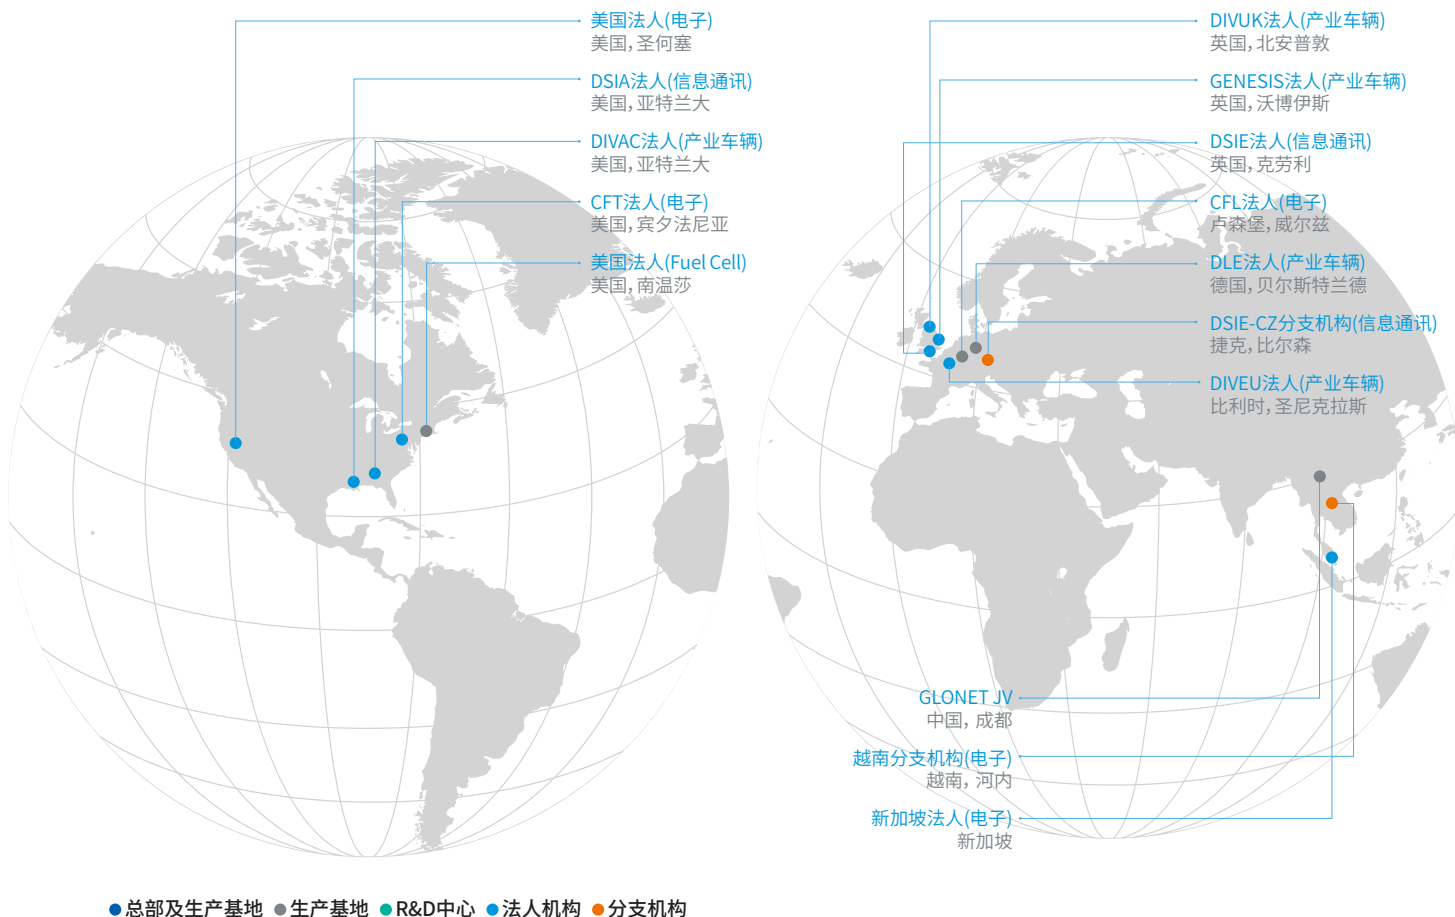 美国法人(电子)
美国, 圣何塞
DSIA法人(信息通讯)
美国, 亚特兰大
DIVAC法人(产业车辆)
美国, 亚特兰大
CFT法人(电子)
美国, 宾夕法尼亚
美国法人(Fuel Cell)
美国, 南温莎
DIVUK法人(产业车辆)
英国, 北安普敦
GENESIS法人(产业车辆)
英国, 沃博伊斯
DSIE法人(信息通讯)
英国, 克劳利
CFL法人(电子)
卢森堡, 威尔兹
DLE法人(产业车辆)
德国, 贝尔斯特兰德
DSIE-CZ分支机构(信息通讯)
捷克, 比尔森
DIVEU法人(产业车辆)
比利时, 圣尼克拉斯
GLONET JV
中国, 成都
越南分支机构(电子)
越南, 河内
新加坡法人(电子)
新加坡
总部及生产基地 生产基地 R&D中心 法人机构 分支机构